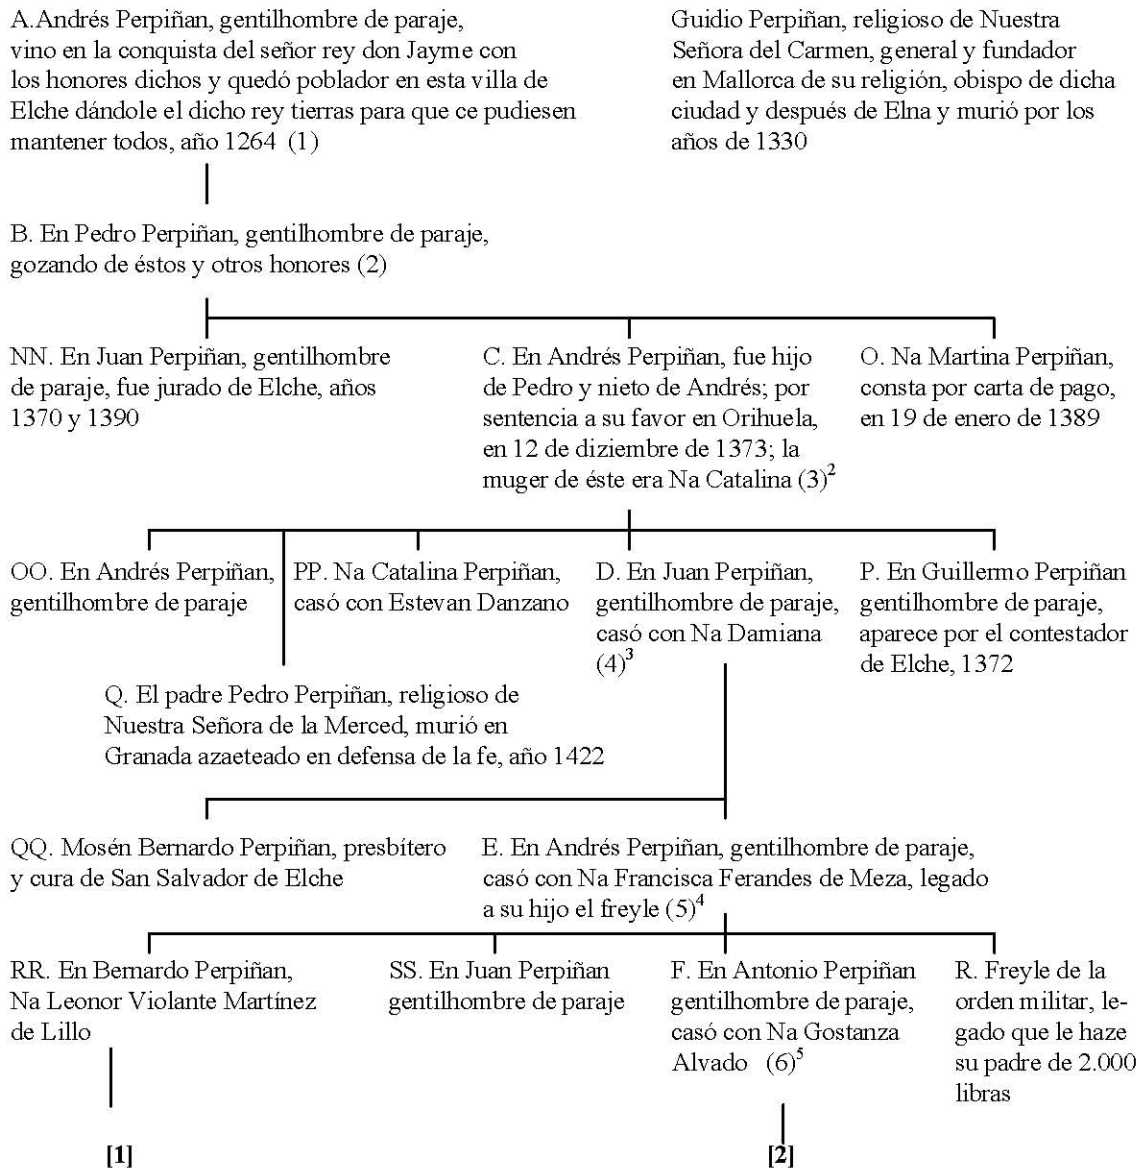 A.Andrés Perpiñan, gentilhombre de paraje,
vino en la conquista del señor rey don Jayme con
los honores dichos y quedó poblador en esta villa de
Elche dándole el dicho rey tierras para que ce pudiesen
mantener todos, año 1264 (1)
Guidio Perpiñan, religioso de Nuestra
Señora del Carmen, general y fundador
en Mallorca de su religión, obispo de dicha
ciudad y después de Elna y murió por los
años de 1330
B. En Pedro Perpiñan, gentilhombre de paraje,
gozando de éstos y otros honores (2)
NN. En Juan Perpiñan, gentilhombre
de paraje, fue jurado de Elche, años
1370 y 1390
C. En Andrés Perpiñan, fue hijo
de Pedro y nieto de Andrés; por
sentencia a su favor en Orihuela,
en 12 de diziembre de 1373; la
muger de éste era Na Catalina (3)²
O. Na Martina Perpiñan,
consta por carta de pago,
en 19 de enero de 1389
OO. En Andrés Perpiñan,
gentilhombre de paraje
PP. Na Catalina Perpiñan,
casó con Estevan Danzano
D. En Juan Perpiñan,
gentilhombre de paraje,
casó con Na Damiana
(4)³
P. En Guillermo Perpiñan
gentilhombre de paraje,
aparece por el contestador
de Elche, 1372
Q. El padre Pedro Perpiñan, religioso de
Nuestra Señora de la Merced, murió en
Granada azaeteado en defensa de la fe, año 1422
QQ. Mosén Bernardo Perpiñan, presbítero
y cura de San Salvador de Elche
E. En Andrés Perpiñan, gentilhombre de paraje,
casó con Na Francisca Ferandes de Meza, legado
a su hijo el freyle (5)⁴
RR. En Bernardo Perpiñan,
Na Leonor Violante Martínez
de Lillo
SS. En Juan Perpiñan
gentilhombre de paraje
F. En Antonio Perpiñan
gentilhombre de paraje,
casó con Na Gostanza
Alvado (6)⁵
R. Freyle de la
orden militar, le-
gado que le haze
su padre de 2.000
libras
[1]
[2]